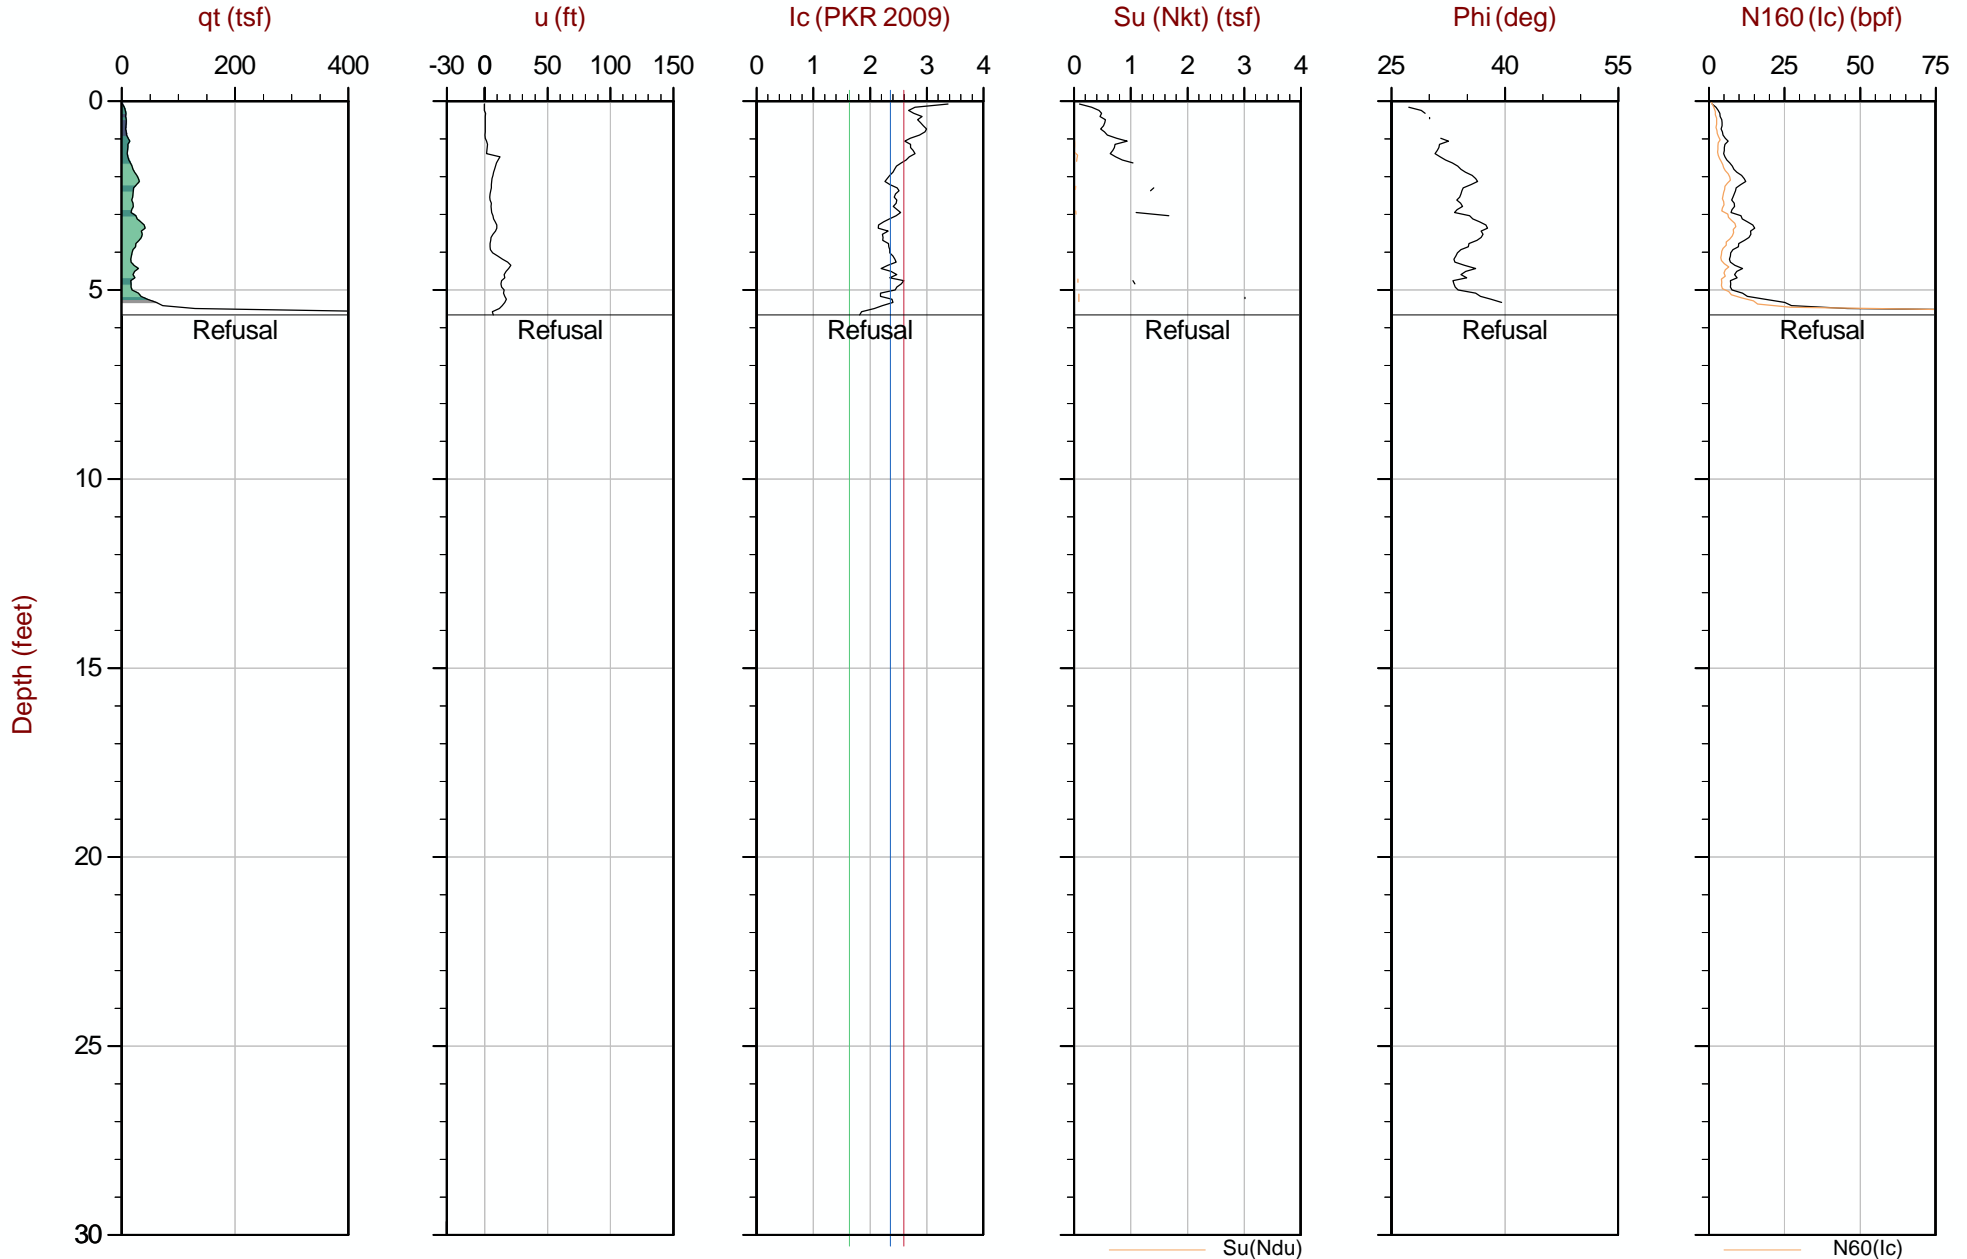 qt (tsf)
u (ft)
Ic (PKR 2009)
Su (Nkt) (tsf)
Phi (deg)
N160 (Ic) (bpf)
0 200 400
-30 0 50 100 150
0 1 2 3 4
0 1 2 3 4
25 40 55
0 25 50 75
0
5
Refusal Refusal Refusal Refusal Refusal Refusal
10
15
Depth (feet)
20
25
30
Su(Ndu)
N60(Ic)